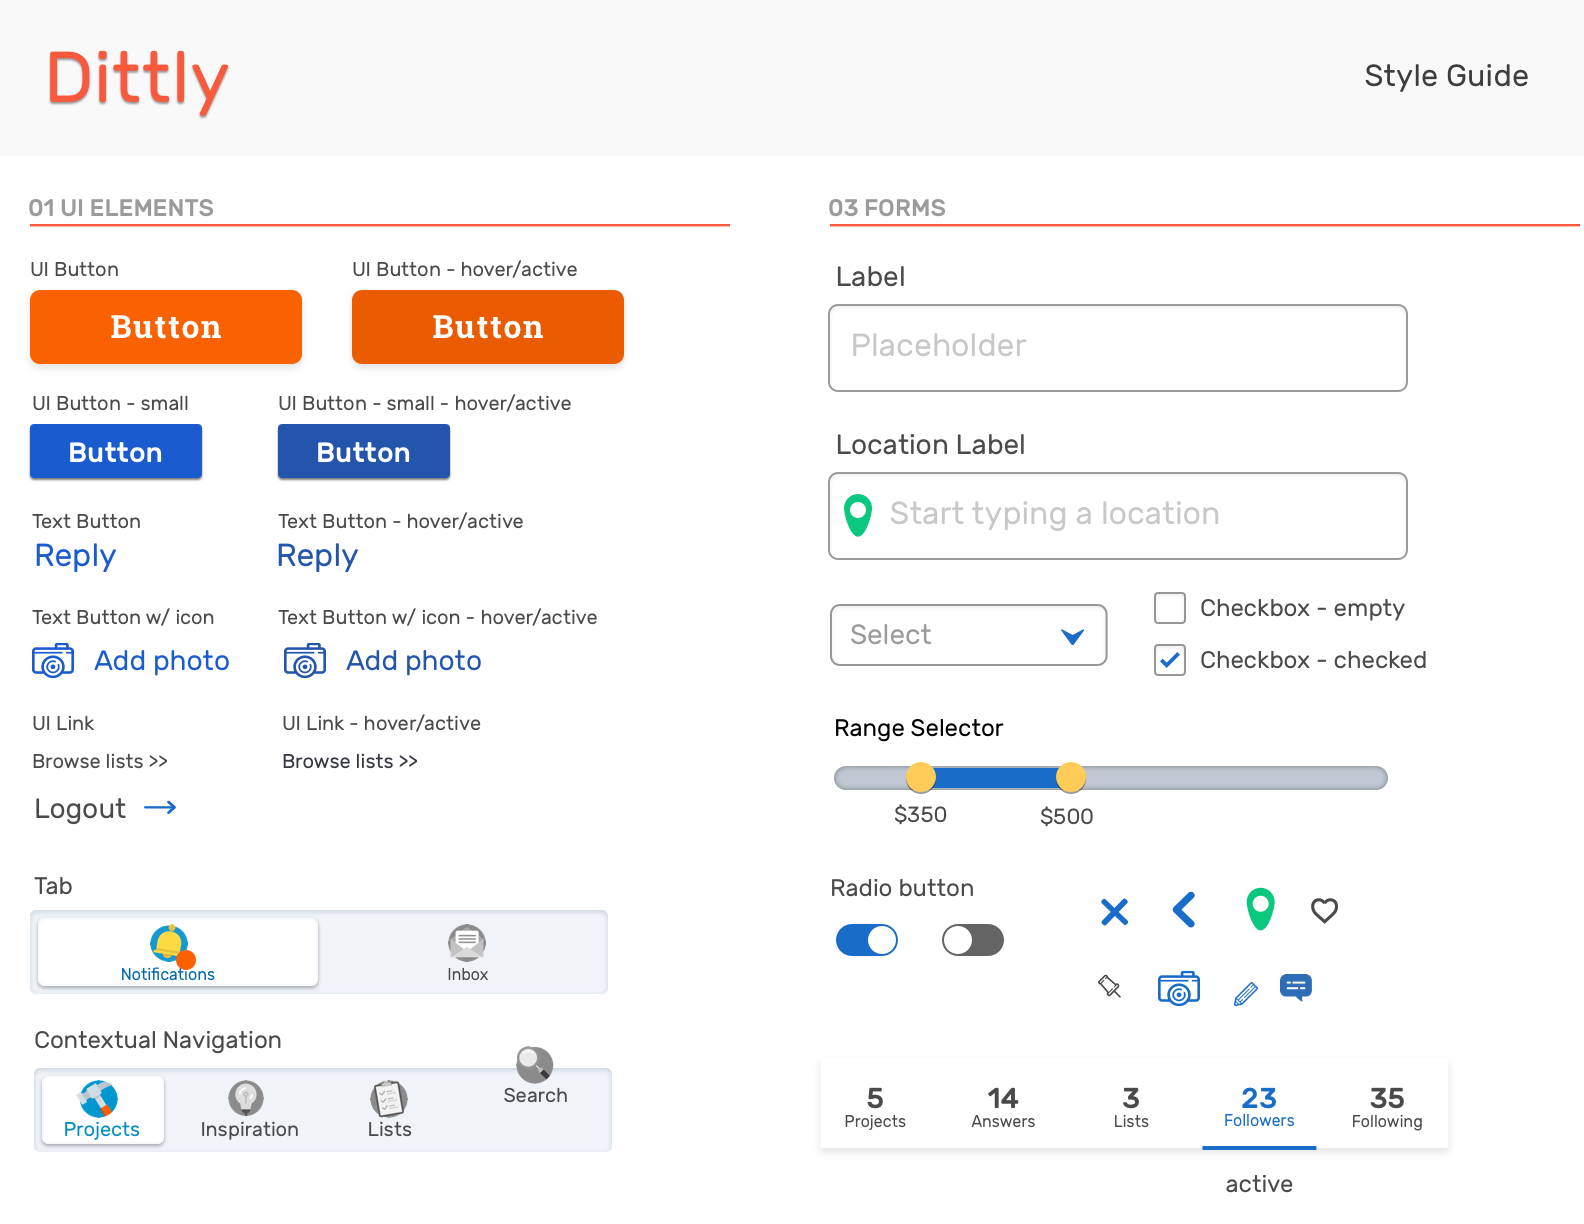 Dittly
Style Guide
01 UI ELEMENTS
UI Button
UI Button - hover/active
Button
Button
UI Button - small
UI Button - small - hover/active
Button
Button
Text Button
Text Button - hover/active
Reply
Reply
Text Button w/ icon
Text Button w/ icon - hover/active
Add photo
Add photo
UI Link
UI Link - hover/active
Browse lists >>
Browse lists >>
Logout
Tab
Notifications
Inbox
Contextual Navigation
Projects
Inspiration
Lists
Search
03 FORMS
Label
Placeholder
Location Label
Start typing a location
Select
Checkbox - empty
Checkbox - checked
Range Selector
$350
$500
Radio button
5
Projects
14
Answers
3
Lists
23
Followers
35
Following
active